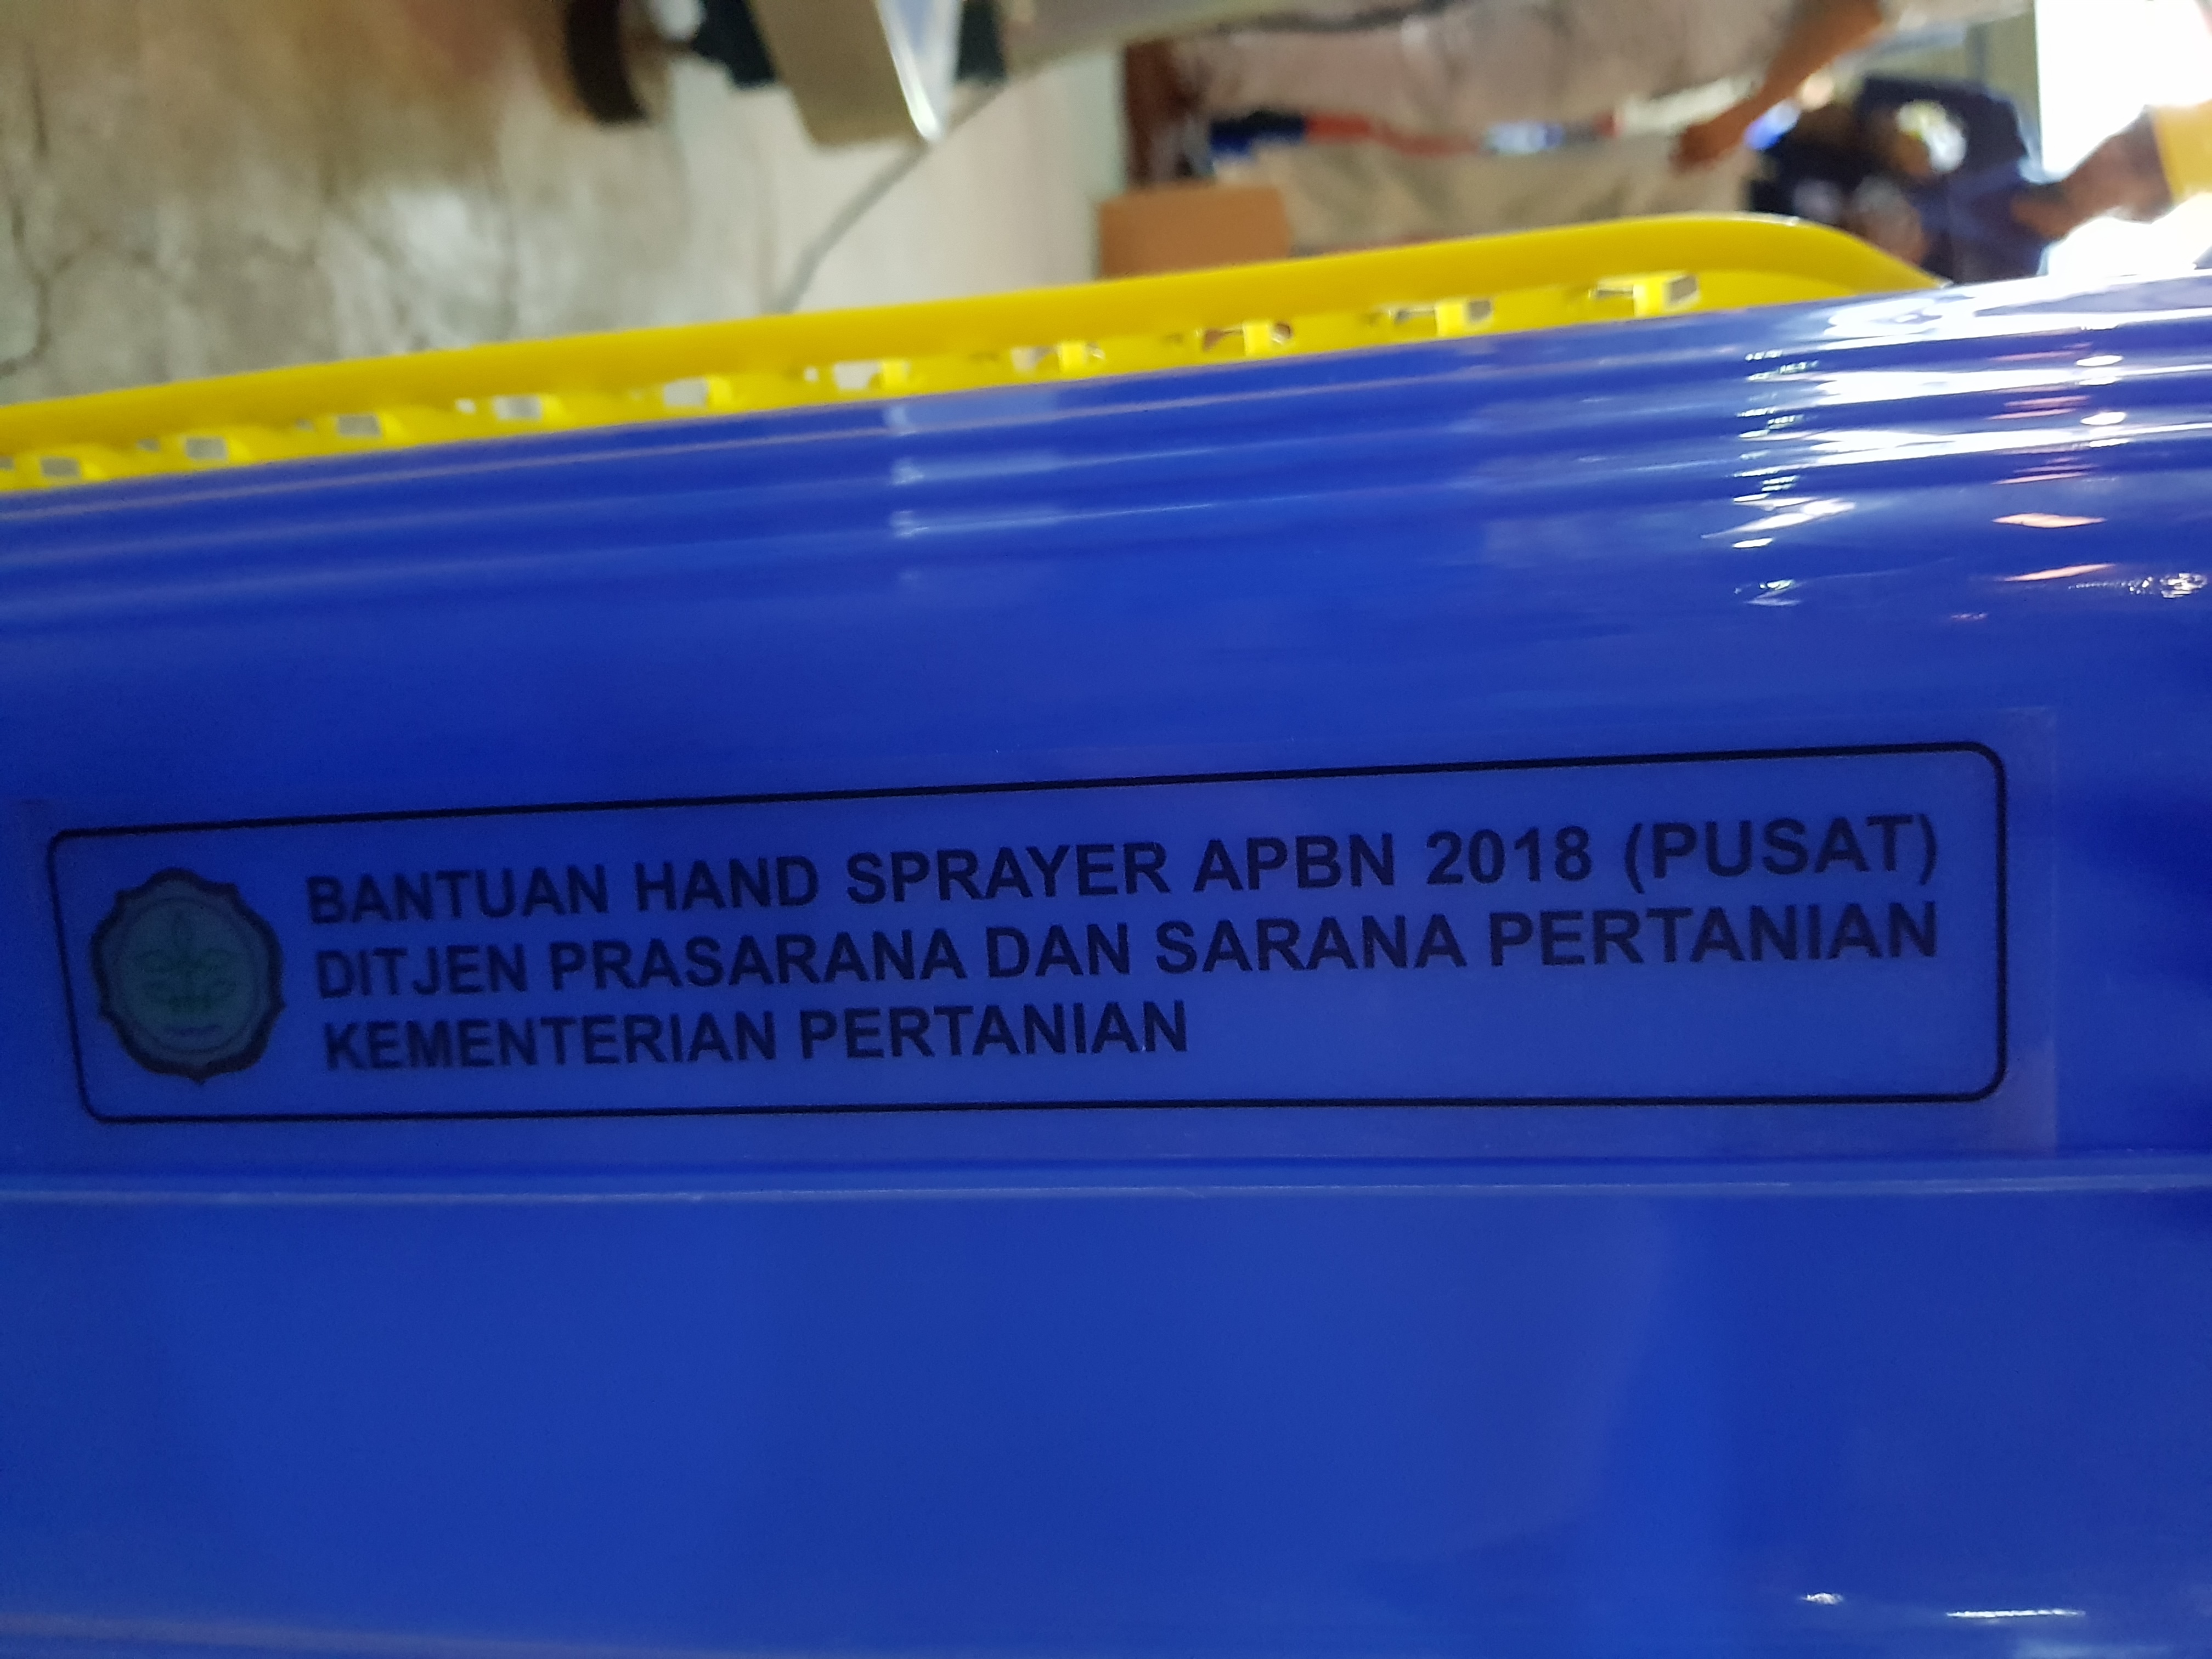 BANTUAN HAND SPRAYER APBN 2018 (PUSAT)
DITJEN PRASARANA DAN SARANA PERTANIAN
KEMENTERIAN PERTANIAN